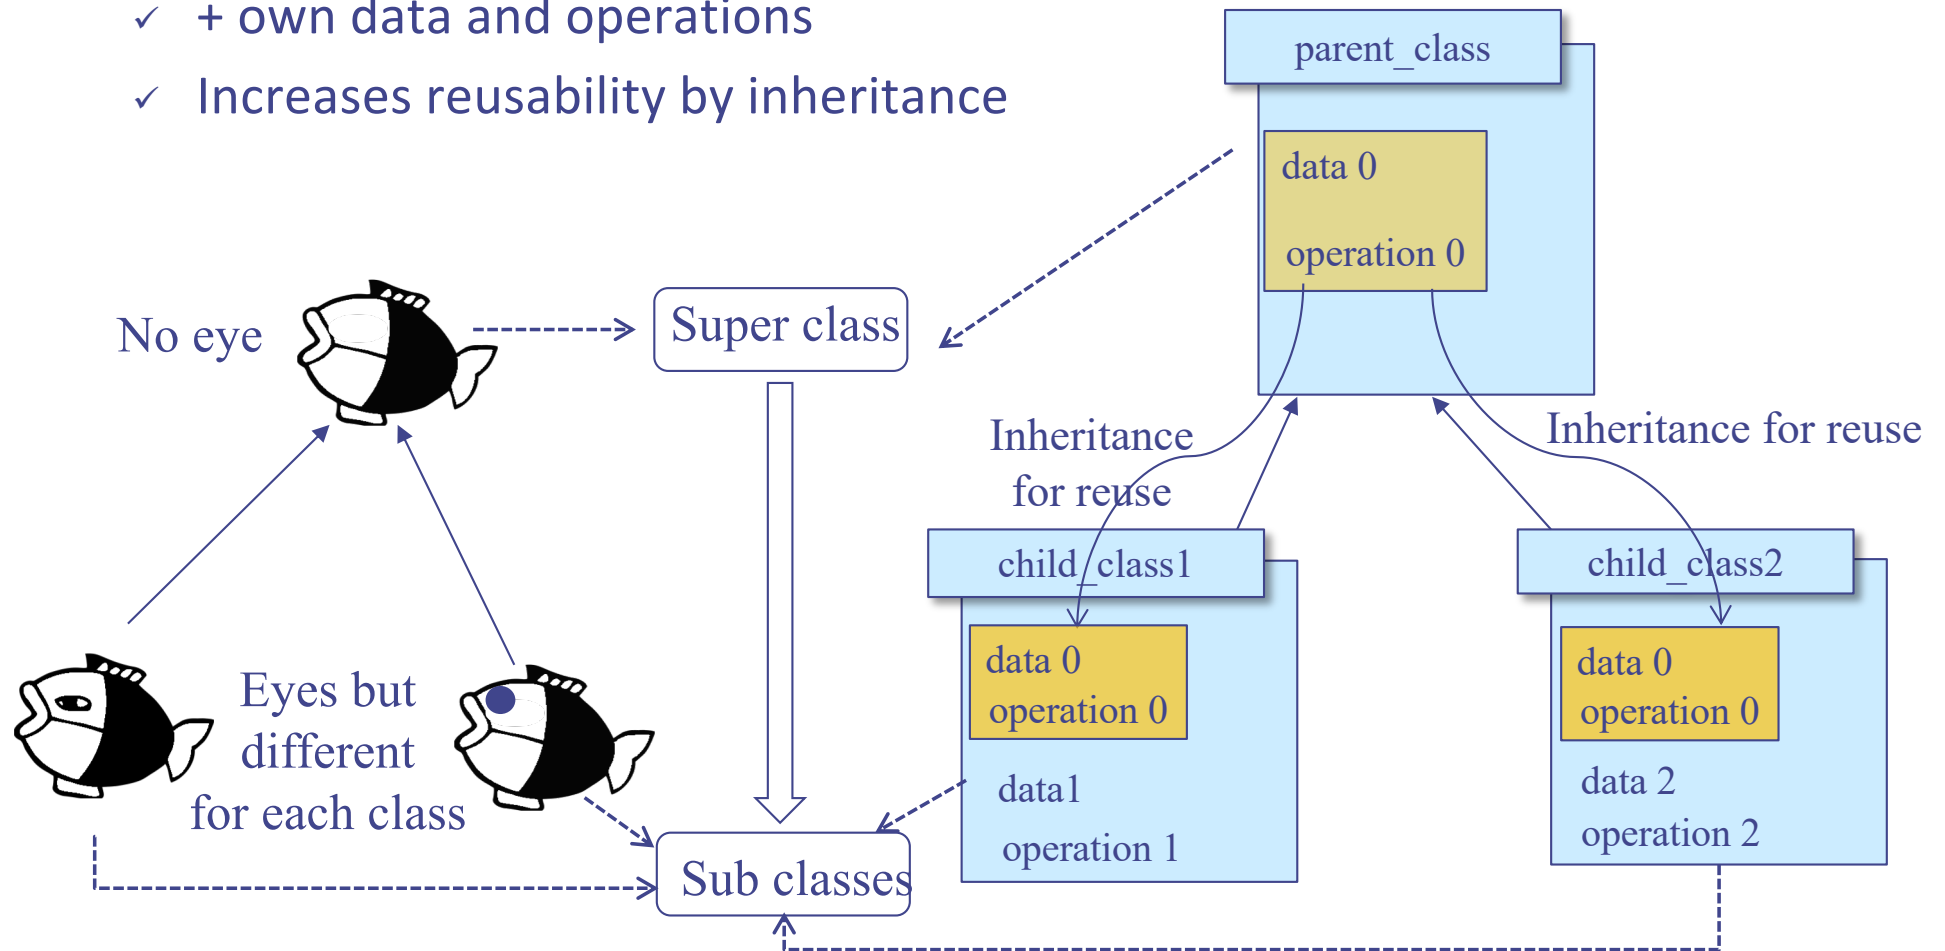 + own data and operations
Increases reusability by inheritance
parent_class
data 0
operation 0
No eye
Super class
Inheritance
for reuse
Inheritance for reuse
child_class1
child_class2
data 0
operation 0
data1
operation 1
data 0
operation 0
data 2
operation 2
Eyes but
different
for each class
Sub classes